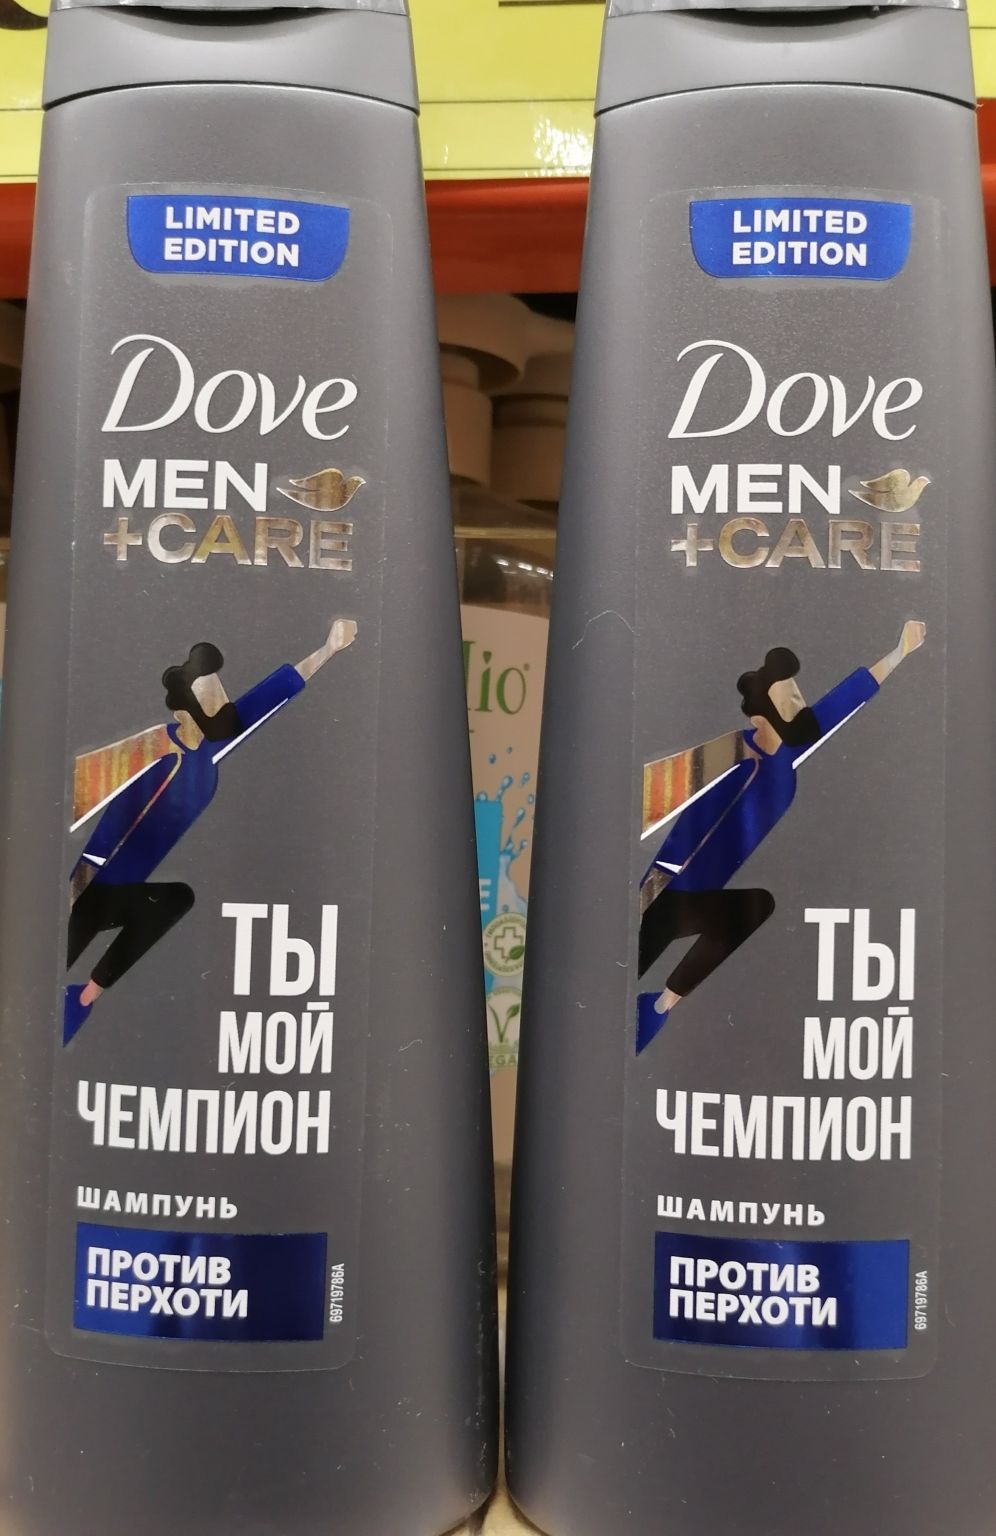 LIMITED
EDITION
Dove
MEN
+CARE
ТЫ
МОЙ
ЧЕМПИОН
ШАМПУНЬ
ПРОТИВ
ПЕРХОТИ
69719786A
LIMITED
EDITION
Dove
MEN
+CARE
ТЫ
МОЙ
ЧЕМПИОН
ШАМПУНЬ
ПРОТИВ
ПЕРХОТИ
69719786A